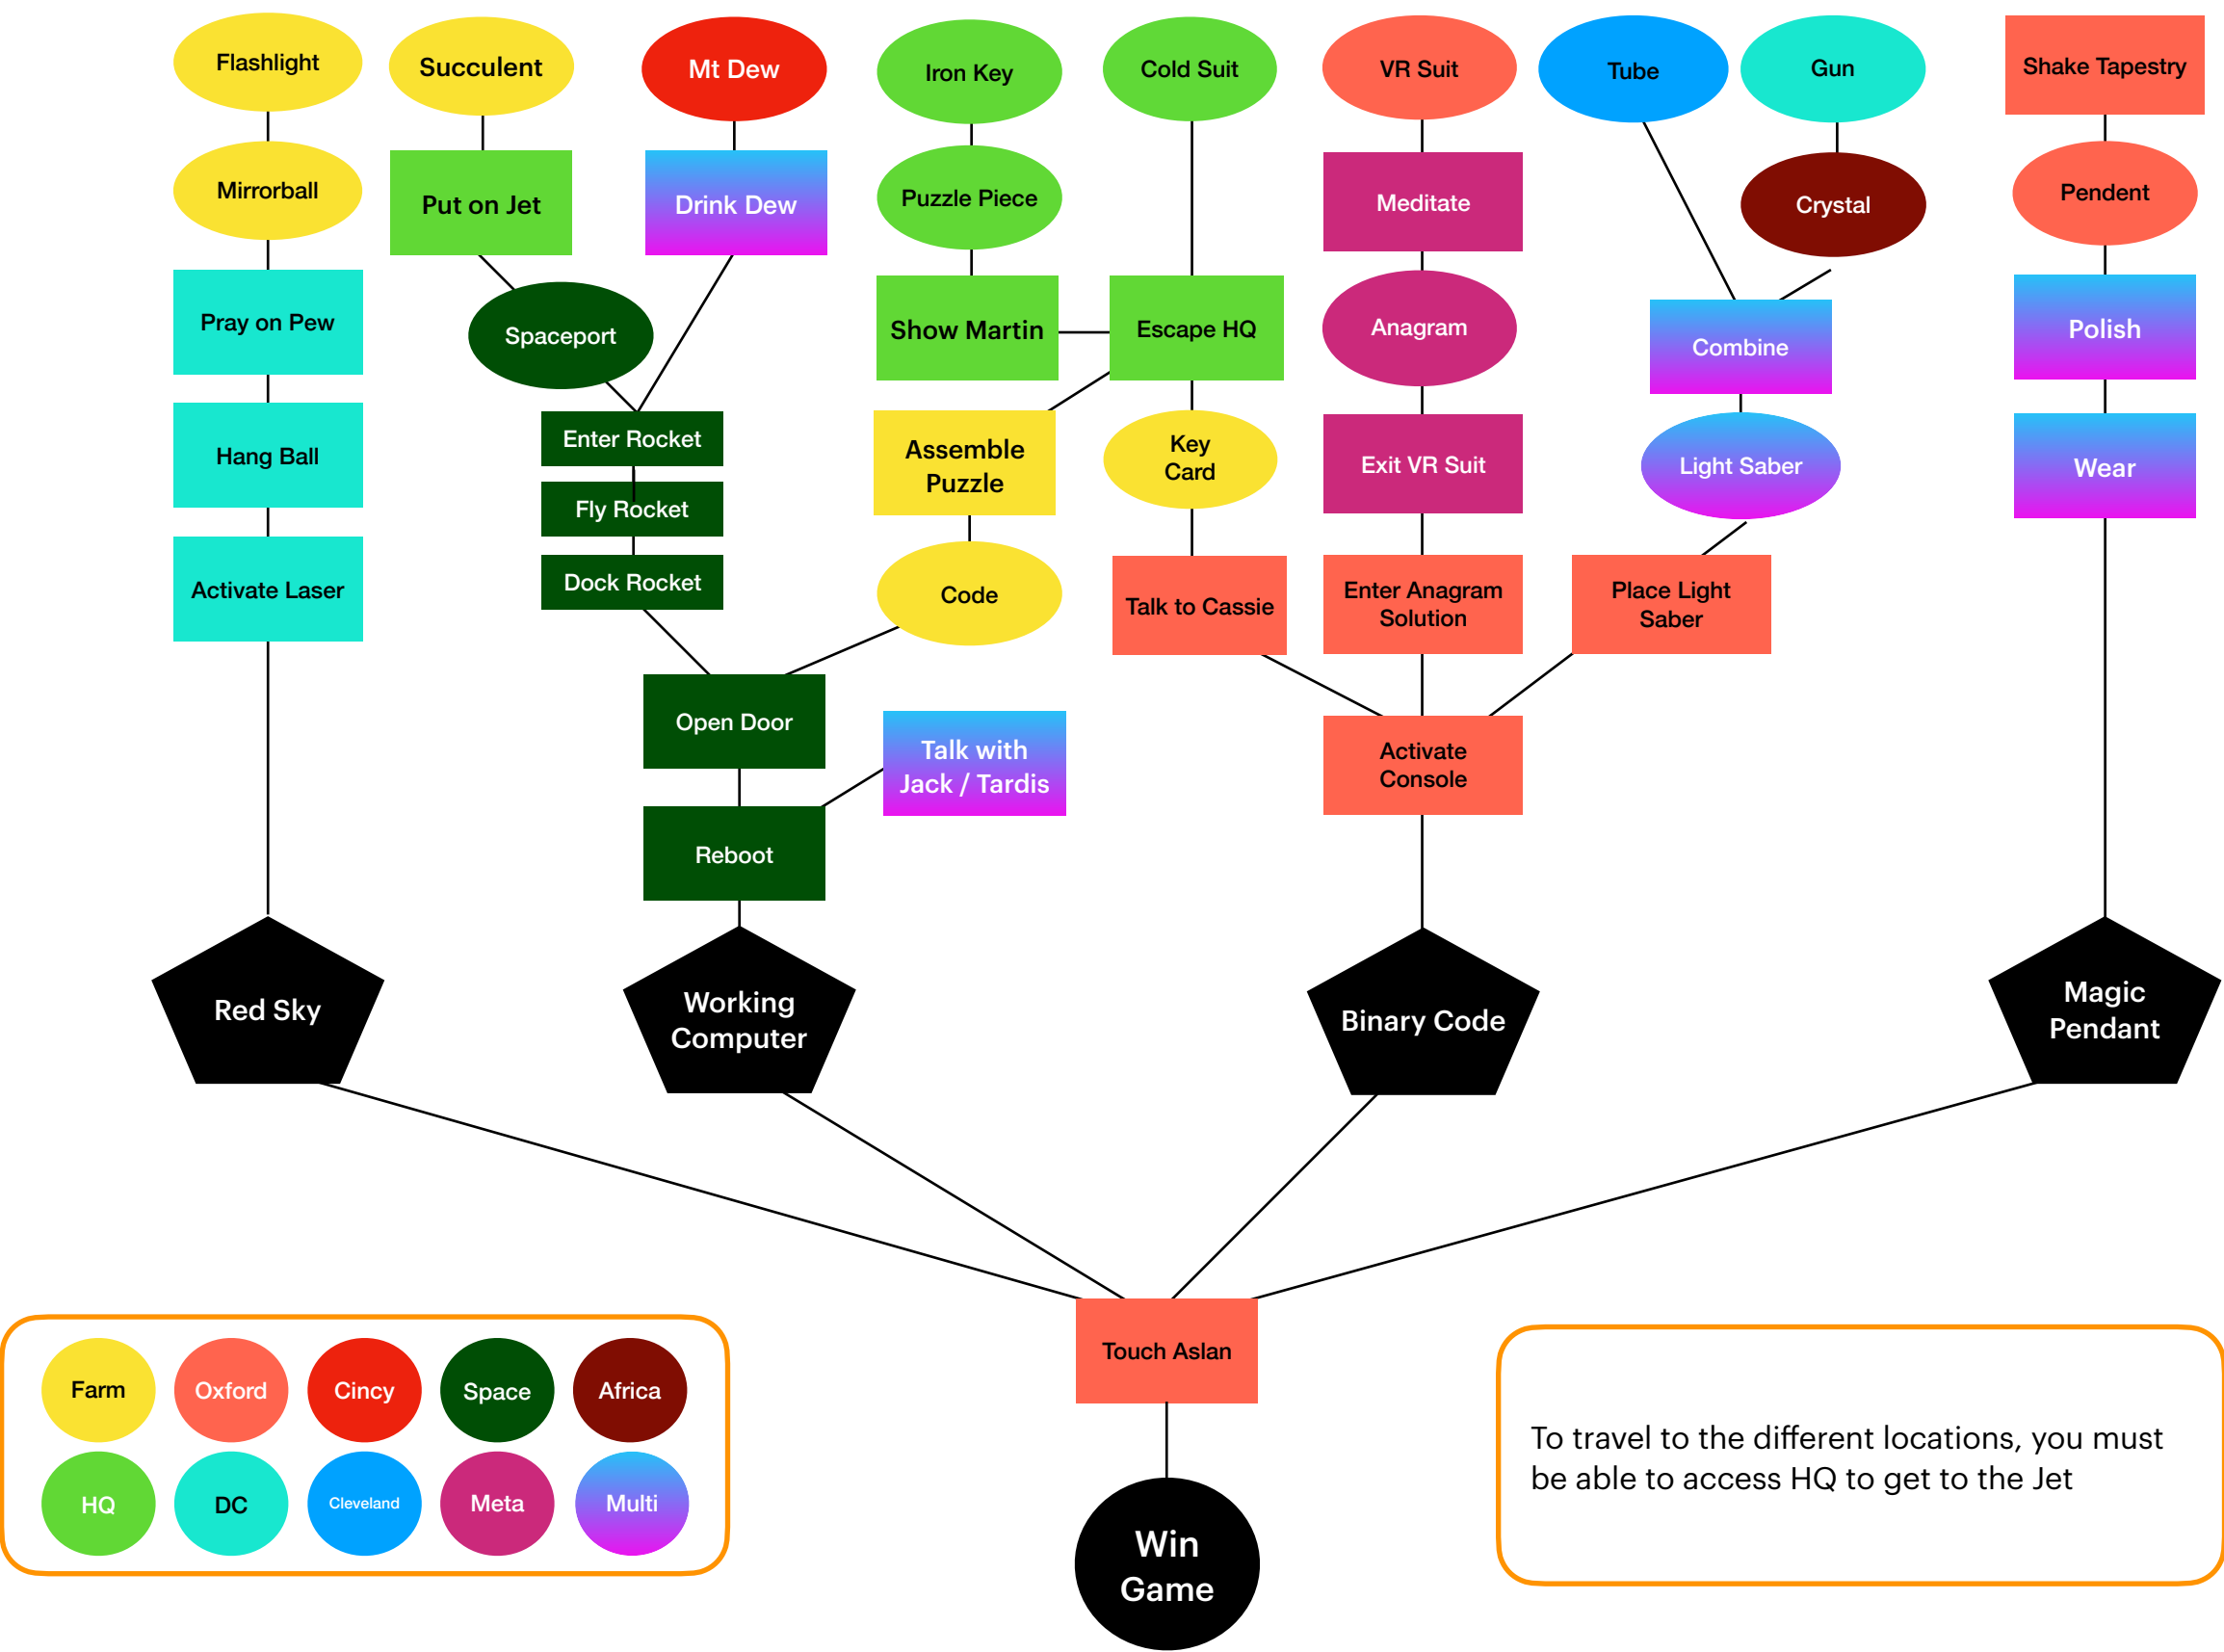 Flashlight
Succulent
Mt Dew
Iron Key
Cold Suit
VR Suit
Tube
Gun
Shake Tapestry
Mirrorball
Put on Jet
Drink Dew
Puzzle Piece
Meditate
Crystal
Pendent
Pray on Pew
Spaceport
Show Martin
Escape HQ
Anagram
Combine
Polish
Hang Ball
Enter Rocket
Assemble
Puzzle
Key
Card
Exit VR Suit
Light Saber
Wear
Fly Rocket
Activate Laser
Dock Rocket
Code
Talk to Cassie
Enter Anagram
Solution
Place Light
Saber
Open Door
Talk with
Jack / Tardis
Activate
Console
Reboot
Red Sky
Working
Computer
Binary Code
Magic
Pendant
Touch Aslan
Farm
Oxford
Cincy
Space
Africa
HQ
DC
Cleveland
Meta
Multi
To travel to the different locations, you must
be able to access HQ to get to the Jet
Win
Game